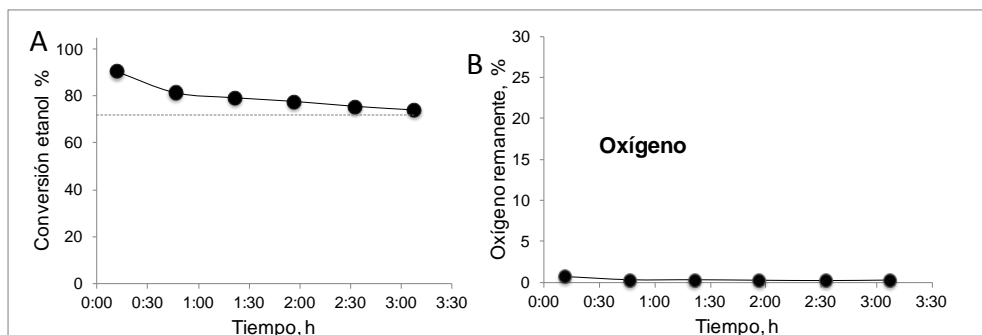 A
Conversión etanol %
100
80
60
40
20
0
0:00 0:30 1:00 1:30 2:00 2:30 3:00 3:30
Tiempo, h
B
Oxígeno remanente, %
30
25
20
15
10
5
0
Oxígeno
0:00 0:30 1:00 1:30 2:00 2:30 3:00 3:30
Tiempo, h